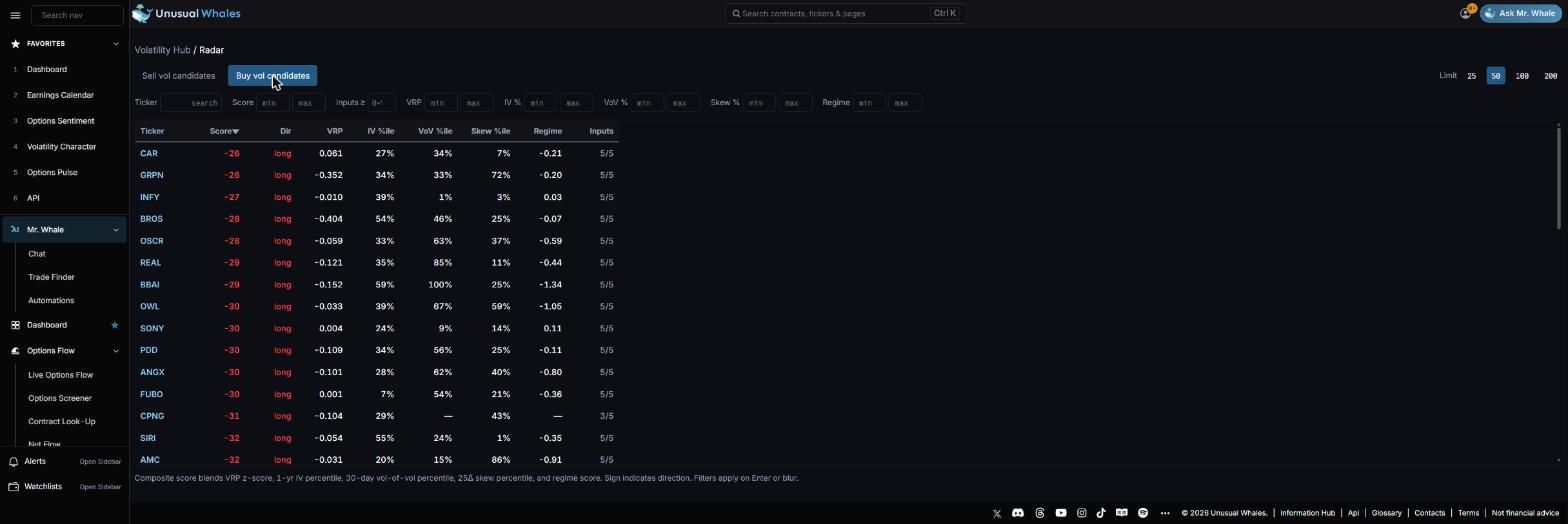 Search nav
Unusual Whales
Search contracts, tickers & pages Ctrl K
9+
Ask Mr. Whale
FAVORITES
1 Dashboard
2 Earnings Calendar
3 Options Sentiment
4 Volatility Character
5 Options Pulse
6 API
AI Mr. Whale
Chat
Trade Finder
Automations
Dashboard
Options Flow
Live Options Flow
Options Screener
Contract Look-Up
Net Flow
Alerts Open Sidebar
Watchlists Open Sidebar
Volatility Hub / Radar
Sell vol candidates Buy vol candidates
Limit 25 50 100 200
Ticker search Score min max Inputs ≥ VRP min max IV % min max VoV % min max Skew % min max Regime min max
Ticker Score▼ Dir VRP IV %ile VoV %ile Skew %ile Regime Inputs
CAR -26 long 0.061 27% 34% 7% -0.21 5/5
GRPN -26 long -0.352 34% 33% 72% -0.20 5/5
INFY -27 long -0.010 39% 1% 3% 0.03 5/5
BROS -28 long -0.404 54% 46% 25% -0.07 5/5
OSCR -28 long -0.059 33% 63% 37% -0.59 5/5
REAL -29 long -0.121 35% 85% 11% -0.44 5/5
BBAI -29 long -0.152 59% 100% 25% -1.34 5/5
OWL -30 long -0.033 39% 67% 59% -1.05 5/5
SONY -30 long 0.004 24% 9% 14% 0.11 5/5
PDD -30 long -0.109 34% 56% 25% -0.11 5/5
ANGX -30 long -0.101 28% 62% 40% -0.80 5/5
FUBO -30 long 0.001 7% 54% 21% -0.36 5/5
CPNG -31 long -0.104 29% — 43% — 3/5
SIRI -32 long -0.054 55% 24% 1% -0.35 5/5
AMC -32 long -0.031 20% 15% 86% -0.91 5/5
Composite score blends VRP z-score, 1-yr IV percentile, 30-day vol-of-vol percentile, 25Δ skew percentile, and regime score. Sign indicates direction. Filters apply on Enter or blur.
© 2026 Unusual Whales. | Information Hub | Api | Glossary | Contacts | Terms | Not financial advice